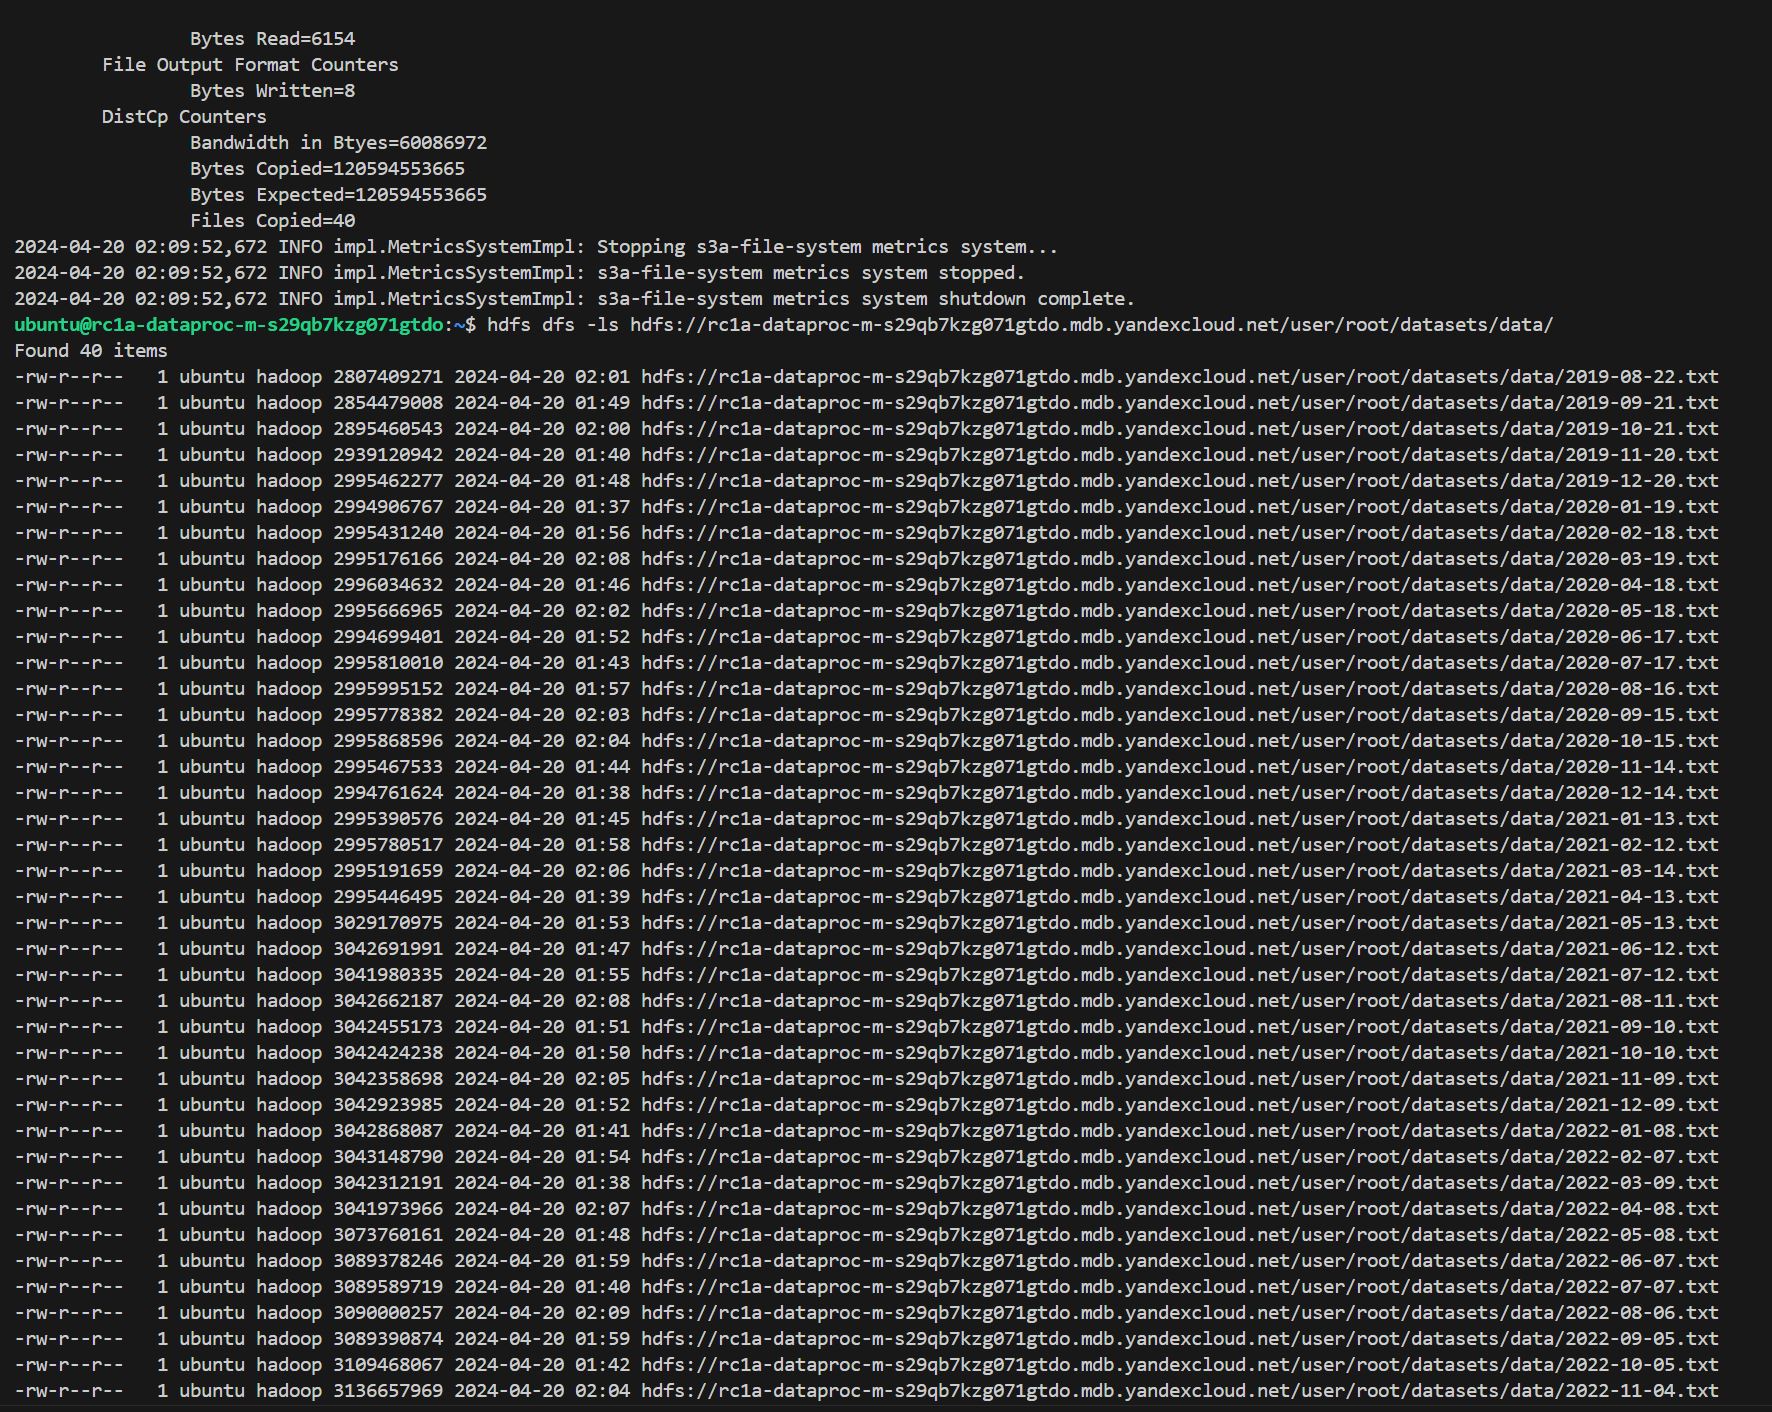 Bytes Read=6154
File Output Format Counters
Bytes Written=8
DistCp Counters
Bandwidth in Btyes=60086972
Bytes Copied=120594553665
Bytes Expected=120594553665
Files Copied=40
2024-04-20 02:09:52,672 INFO impl.MetricsSystemImpl: Stopping s3a-file-system metrics system...
2024-04-20 02:09:52,672 INFO impl.MetricsSystemImpl: s3a-file-system metrics system stopped.
2024-04-20 02:09:52,672 INFO impl.MetricsSystemImpl: s3a-file-system metrics system shutdown complete.
ubuntu@rc1a-dataproc-m-s29qb7kzg071gtdo:~$ hdfs dfs -ls hdfs://rc1a-dataproc-m-s29qb7kzg071gtdo.mdb.yandexcloud.net/user/root/datasets/data/
Found 40 items
-rw-r--r--   1 ubuntu hadoop 2807409271 2024-04-20 02:01 hdfs://rc1a-dataproc-m-s29qb7kzg071gtdo.mdb.yandexcloud.net/user/root/datasets/data/2019-08-22.txt
-rw-r--r--   1 ubuntu hadoop 2854479008 2024-04-20 01:49 hdfs://rc1a-dataproc-m-s29qb7kzg071gtdo.mdb.yandexcloud.net/user/root/datasets/data/2019-09-21.txt
-rw-r--r--   1 ubuntu hadoop 2895460543 2024-04-20 02:00 hdfs://rc1a-dataproc-m-s29qb7kzg071gtdo.mdb.yandexcloud.net/user/root/datasets/data/2019-10-21.txt
-rw-r--r--   1 ubuntu hadoop 2939120942 2024-04-20 01:40 hdfs://rc1a-dataproc-m-s29qb7kzg071gtdo.mdb.yandexcloud.net/user/root/datasets/data/2019-11-20.txt
-rw-r--r--   1 ubuntu hadoop 2995462277 2024-04-20 01:48 hdfs://rc1a-dataproc-m-s29qb7kzg071gtdo.mdb.yandexcloud.net/user/root/datasets/data/2019-12-20.txt
-rw-r--r--   1 ubuntu hadoop 2994906767 2024-04-20 01:37 hdfs://rc1a-dataproc-m-s29qb7kzg071gtdo.mdb.yandexcloud.net/user/root/datasets/data/2020-01-19.txt
-rw-r--r--   1 ubuntu hadoop 2995431240 2024-04-20 01:56 hdfs://rc1a-dataproc-m-s29qb7kzg071gtdo.mdb.yandexcloud.net/user/root/datasets/data/2020-02-18.txt
-rw-r--r--   1 ubuntu hadoop 2995176166 2024-04-20 02:08 hdfs://rc1a-dataproc-m-s29qb7kzg071gtdo.mdb.yandexcloud.net/user/root/datasets/data/2020-03-19.txt
-rw-r--r--   1 ubuntu hadoop 2996034632 2024-04-20 01:46 hdfs://rc1a-dataproc-m-s29qb7kzg071gtdo.mdb.yandexcloud.net/user/root/datasets/data/2020-04-18.txt
-rw-r--r--   1 ubuntu hadoop 2995666965 2024-04-20 02:02 hdfs://rc1a-dataproc-m-s29qb7kzg071gtdo.mdb.yandexcloud.net/user/root/datasets/data/2020-05-18.txt
-rw-r--r--   1 ubuntu hadoop 2994699401 2024-04-20 01:52 hdfs://rc1a-dataproc-m-s29qb7kzg071gtdo.mdb.yandexcloud.net/user/root/datasets/data/2020-06-17.txt
-rw-r--r--   1 ubuntu hadoop 2995810010 2024-04-20 01:43 hdfs://rc1a-dataproc-m-s29qb7kzg071gtdo.mdb.yandexcloud.net/user/root/datasets/data/2020-07-17.txt
-rw-r--r--   1 ubuntu hadoop 2995995152 2024-04-20 01:57 hdfs://rc1a-dataproc-m-s29qb7kzg071gtdo.mdb.yandexcloud.net/user/root/datasets/data/2020-08-16.txt
-rw-r--r--   1 ubuntu hadoop 2995778382 2024-04-20 02:03 hdfs://rc1a-dataproc-m-s29qb7kzg071gtdo.mdb.yandexcloud.net/user/root/datasets/data/2020-09-15.txt
-rw-r--r--   1 ubuntu hadoop 2995868596 2024-04-20 02:04 hdfs://rc1a-dataproc-m-s29qb7kzg071gtdo.mdb.yandexcloud.net/user/root/datasets/data/2020-10-15.txt
-rw-r--r--   1 ubuntu hadoop 2995467533 2024-04-20 01:44 hdfs://rc1a-dataproc-m-s29qb7kzg071gtdo.mdb.yandexcloud.net/user/root/datasets/data/2020-11-14.txt
-rw-r--r--   1 ubuntu hadoop 2994761624 2024-04-20 01:38 hdfs://rc1a-dataproc-m-s29qb7kzg071gtdo.mdb.yandexcloud.net/user/root/datasets/data/2020-12-14.txt
-rw-r--r--   1 ubuntu hadoop 2995390576 2024-04-20 01:45 hdfs://rc1a-dataproc-m-s29qb7kzg071gtdo.mdb.yandexcloud.net/user/root/datasets/data/2021-01-13.txt
-rw-r--r--   1 ubuntu hadoop 2995780517 2024-04-20 01:58 hdfs://rc1a-dataproc-m-s29qb7kzg071gtdo.mdb.yandexcloud.net/user/root/datasets/data/2021-02-12.txt
-rw-r--r--   1 ubuntu hadoop 2995191659 2024-04-20 02:06 hdfs://rc1a-dataproc-m-s29qb7kzg071gtdo.mdb.yandexcloud.net/user/root/datasets/data/2021-03-14.txt
-rw-r--r--   1 ubuntu hadoop 2995446495 2024-04-20 01:39 hdfs://rc1a-dataproc-m-s29qb7kzg071gtdo.mdb.yandexcloud.net/user/root/datasets/data/2021-04-13.txt
-rw-r--r--   1 ubuntu hadoop 3029170975 2024-04-20 01:53 hdfs://rc1a-dataproc-m-s29qb7kzg071gtdo.mdb.yandexcloud.net/user/root/datasets/data/2021-05-13.txt
-rw-r--r--   1 ubuntu hadoop 3042691991 2024-04-20 01:47 hdfs://rc1a-dataproc-m-s29qb7kzg071gtdo.mdb.yandexcloud.net/user/root/datasets/data/2021-06-12.txt
-rw-r--r--   1 ubuntu hadoop 3041980335 2024-04-20 01:55 hdfs://rc1a-dataproc-m-s29qb7kzg071gtdo.mdb.yandexcloud.net/user/root/datasets/data/2021-07-12.txt
-rw-r--r--   1 ubuntu hadoop 3042662187 2024-04-20 02:08 hdfs://rc1a-dataproc-m-s29qb7kzg071gtdo.mdb.yandexcloud.net/user/root/datasets/data/2021-08-11.txt
-rw-r--r--   1 ubuntu hadoop 3042455173 2024-04-20 01:51 hdfs://rc1a-dataproc-m-s29qb7kzg071gtdo.mdb.yandexcloud.net/user/root/datasets/data/2021-09-10.txt
-rw-r--r--   1 ubuntu hadoop 3042424238 2024-04-20 01:50 hdfs://rc1a-dataproc-m-s29qb7kzg071gtdo.mdb.yandexcloud.net/user/root/datasets/data/2021-10-10.txt
-rw-r--r--   1 ubuntu hadoop 3042358698 2024-04-20 02:05 hdfs://rc1a-dataproc-m-s29qb7kzg071gtdo.mdb.yandexcloud.net/user/root/datasets/data/2021-11-09.txt
-rw-r--r--   1 ubuntu hadoop 3042923985 2024-04-20 01:52 hdfs://rc1a-dataproc-m-s29qb7kzg071gtdo.mdb.yandexcloud.net/user/root/datasets/data/2021-12-09.txt
-rw-r--r--   1 ubuntu hadoop 3042868087 2024-04-20 01:41 hdfs://rc1a-dataproc-m-s29qb7kzg071gtdo.mdb.yandexcloud.net/user/root/datasets/data/2022-01-08.txt
-rw-r--r--   1 ubuntu hadoop 3043148790 2024-04-20 01:54 hdfs://rc1a-dataproc-m-s29qb7kzg071gtdo.mdb.yandexcloud.net/user/root/datasets/data/2022-02-07.txt
-rw-r--r--   1 ubuntu hadoop 3042312191 2024-04-20 01:38 hdfs://rc1a-dataproc-m-s29qb7kzg071gtdo.mdb.yandexcloud.net/user/root/datasets/data/2022-03-09.txt
-rw-r--r--   1 ubuntu hadoop 3041973966 2024-04-20 02:07 hdfs://rc1a-dataproc-m-s29qb7kzg071gtdo.mdb.yandexcloud.net/user/root/datasets/data/2022-04-08.txt
-rw-r--r--   1 ubuntu hadoop 3073760161 2024-04-20 01:48 hdfs://rc1a-dataproc-m-s29qb7kzg071gtdo.mdb.yandexcloud.net/user/root/datasets/data/2022-05-08.txt
-rw-r--r--   1 ubuntu hadoop 3089378246 2024-04-20 01:59 hdfs://rc1a-dataproc-m-s29qb7kzg071gtdo.mdb.yandexcloud.net/user/root/datasets/data/2022-06-07.txt
-rw-r--r--   1 ubuntu hadoop 3089589719 2024-04-20 01:40 hdfs://rc1a-dataproc-m-s29qb7kzg071gtdo.mdb.yandexcloud.net/user/root/datasets/data/2022-07-07.txt
-rw-r--r--   1 ubuntu hadoop 3090000257 2024-04-20 02:09 hdfs://rc1a-dataproc-m-s29qb7kzg071gtdo.mdb.yandexcloud.net/user/root/datasets/data/2022-08-06.txt
-rw-r--r--   1 ubuntu hadoop 3089390874 2024-04-20 01:59 hdfs://rc1a-dataproc-m-s29qb7kzg071gtdo.mdb.yandexcloud.net/user/root/datasets/data/2022-09-05.txt
-rw-r--r--   1 ubuntu hadoop 3109468067 2024-04-20 01:42 hdfs://rc1a-dataproc-m-s29qb7kzg071gtdo.mdb.yandexcloud.net/user/root/datasets/data/2022-10-05.txt
-rw-r--r--   1 ubuntu hadoop 3136657969 2024-04-20 02:04 hdfs://rc1a-dataproc-m-s29qb7kzg071gtdo.mdb.yandexcloud.net/user/root/datasets/data/2022-11-04.txt